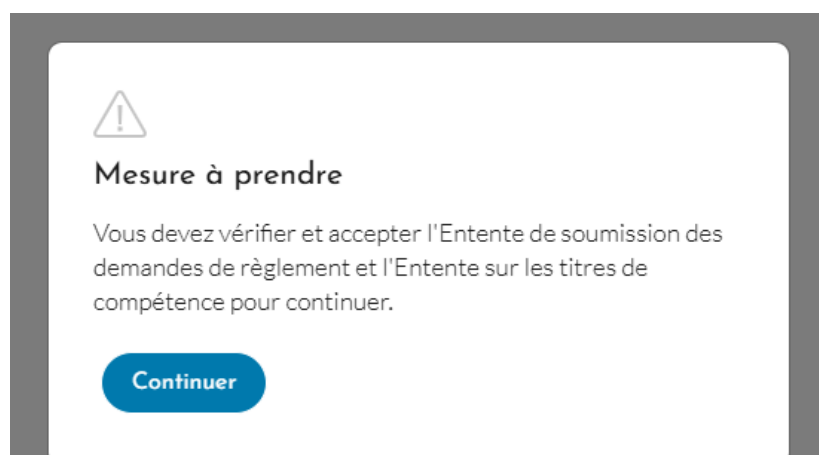 Mesure à prendre
Vous devez vérifier et accepter l'Entente de soumission des
demandes de règlement et l'Entente sur les titres de
compétence pour continuer.
Continuer